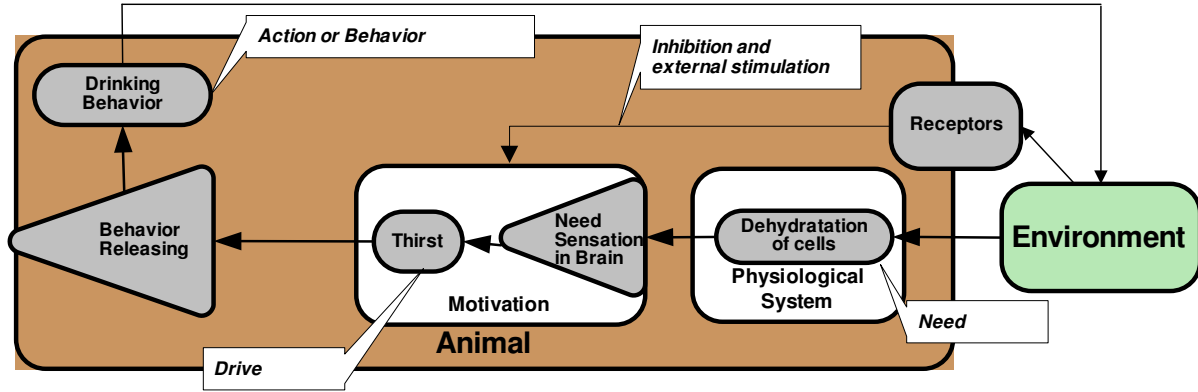 Action or Behavior
Inhibition and
external stimulation
Drinking
Behavior
Receptors
Behavior
Releasing
Thirst
Need
Sensation
in Brain
Dehydratation
of cells
Environment
Physiological
System
Motivation
Animal
Drive
Need